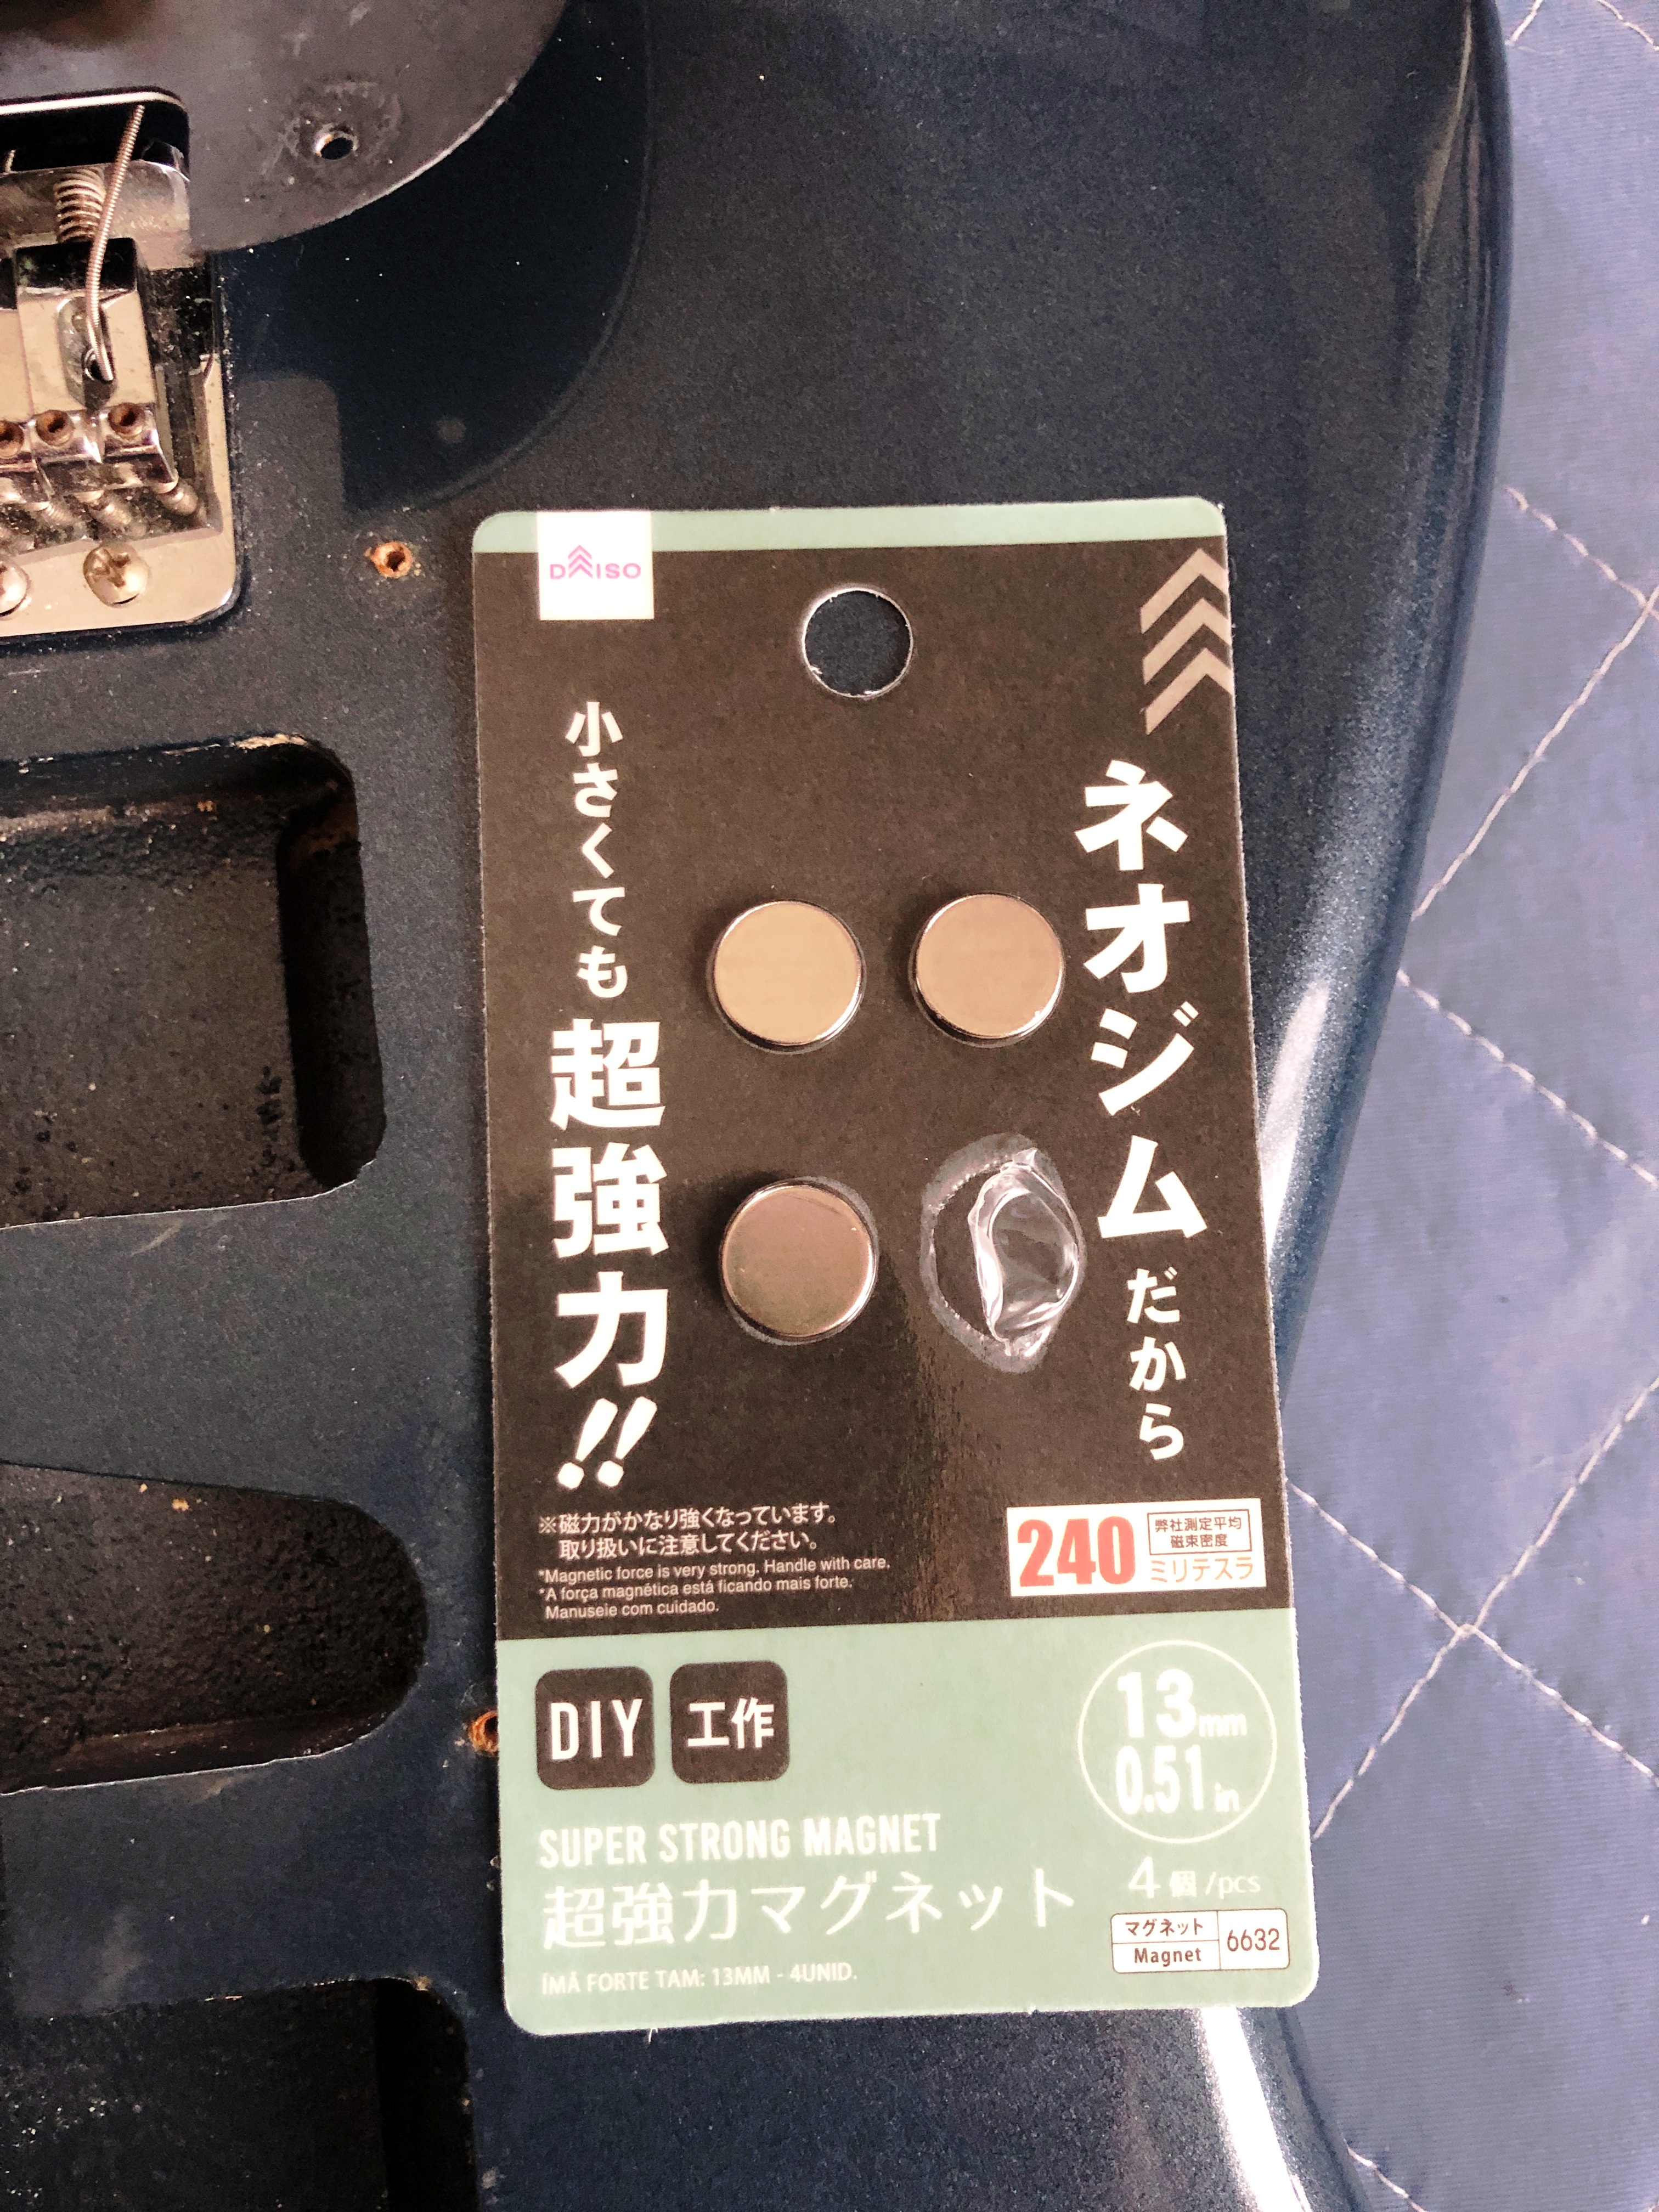 DAISO
ネオジムだから
小さくても超強力!!
※磁力がかなり強くなっています。
取り扱いに注意してください。
*Magnetic force is very strong. Handle with care.
*A força magnética está ficando mais forte.
Manuseie com cuidado.
240
弊社測定平均
磁束密度
ミリテスラ
DIY
工作
13mm
0.51in
SUPER STRONG MAGNET
超強力マグネット
ÍMÃ FORTE TAM: 13MM - 4UNID.
4個/pcs
マグネット
Magnet
6632